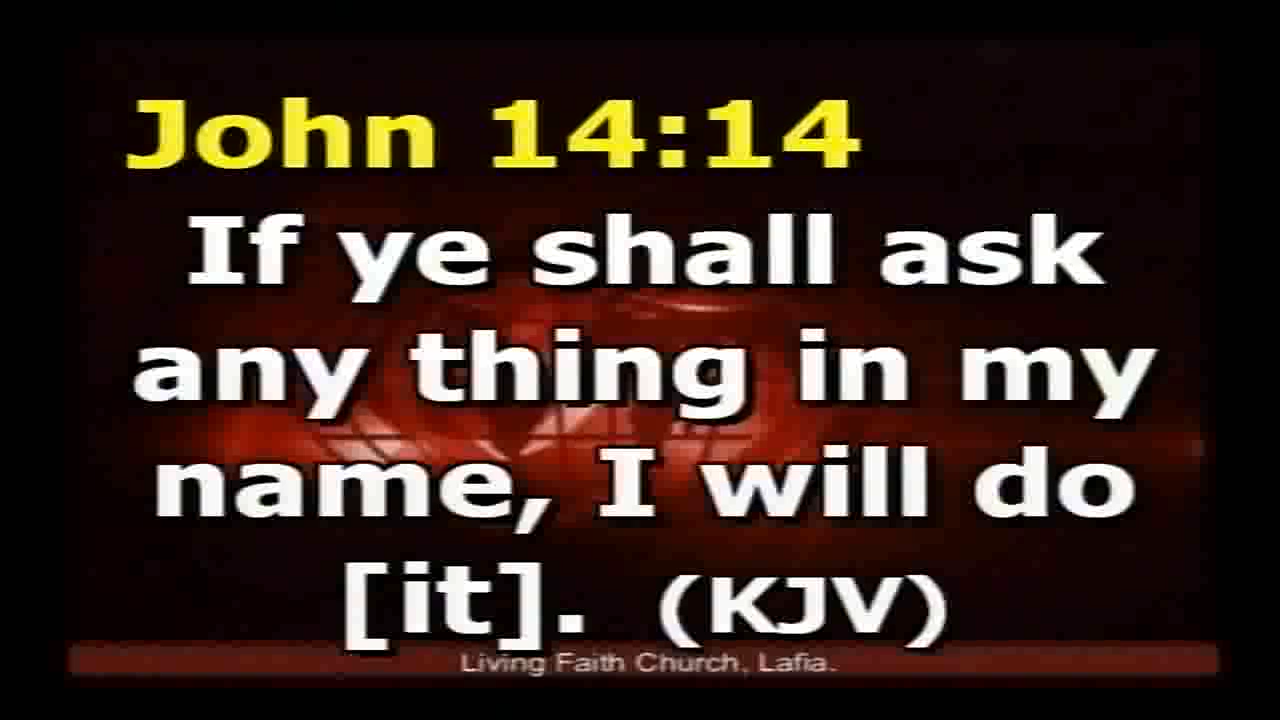 John 14:14
If ye shall ask
any thing in my
name, I will do
[it]. (KJV)
Living Faith Church, Lafia.